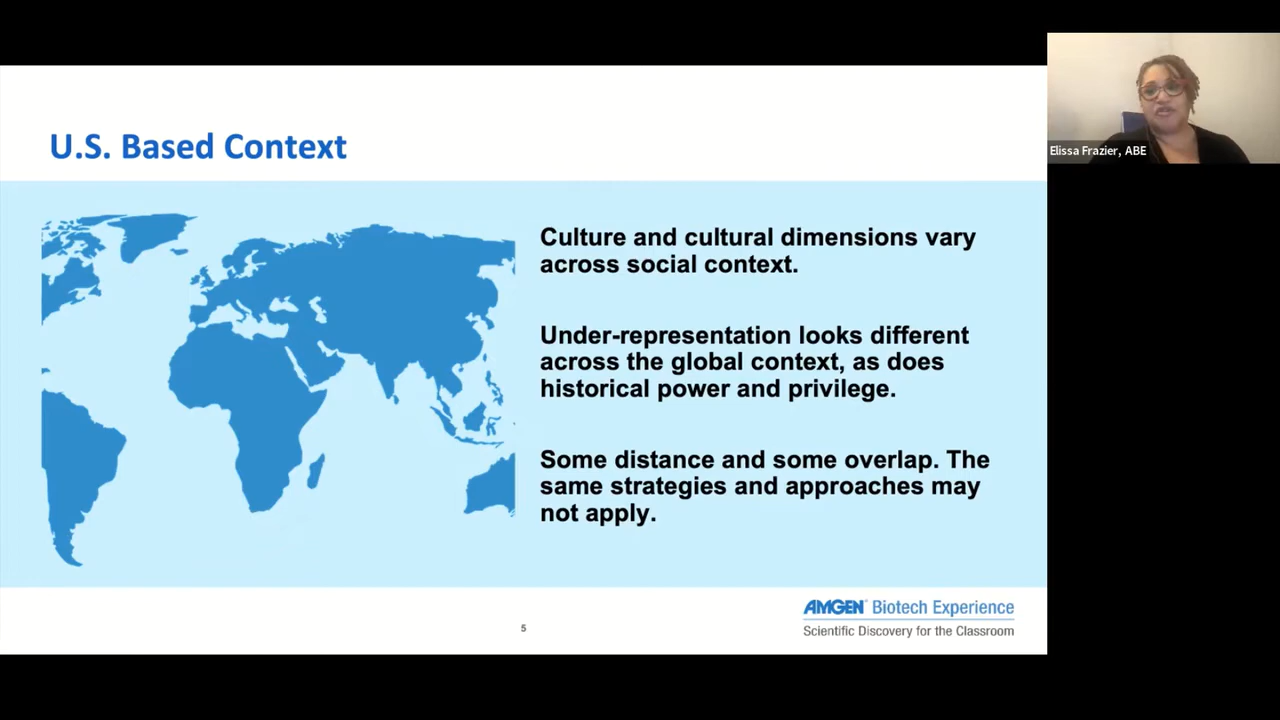 U.S. Based Context
Culture and cultural dimensions vary
across social context.
Under-representation looks different
across the global context, as does
historical power and privilege.
Some distance and some overlap. The
same strategies and approaches may
not apply.
5
AMGEN Biotech Experience
Scientific Discovery for the Classroom
Elissa Frazier, ABE